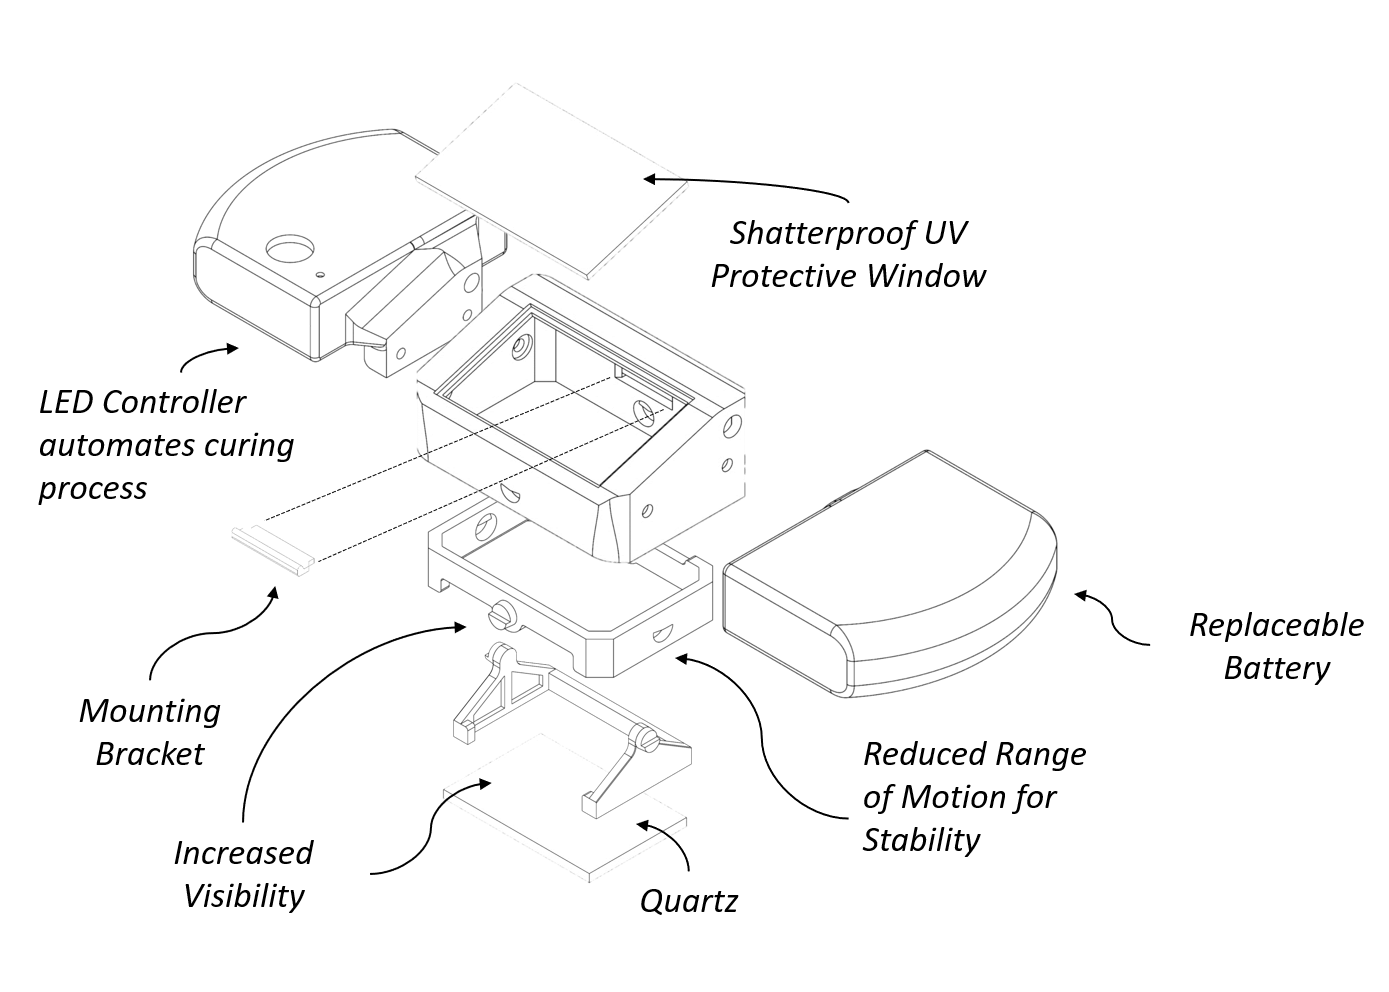 Shatterproof UV
Protective Window
LED Controller
automates curing
process
Replaceable
Battery
Mounting
Bracket
Reduced Range
of Motion for
Stability
Increased
Visibility
Quartz